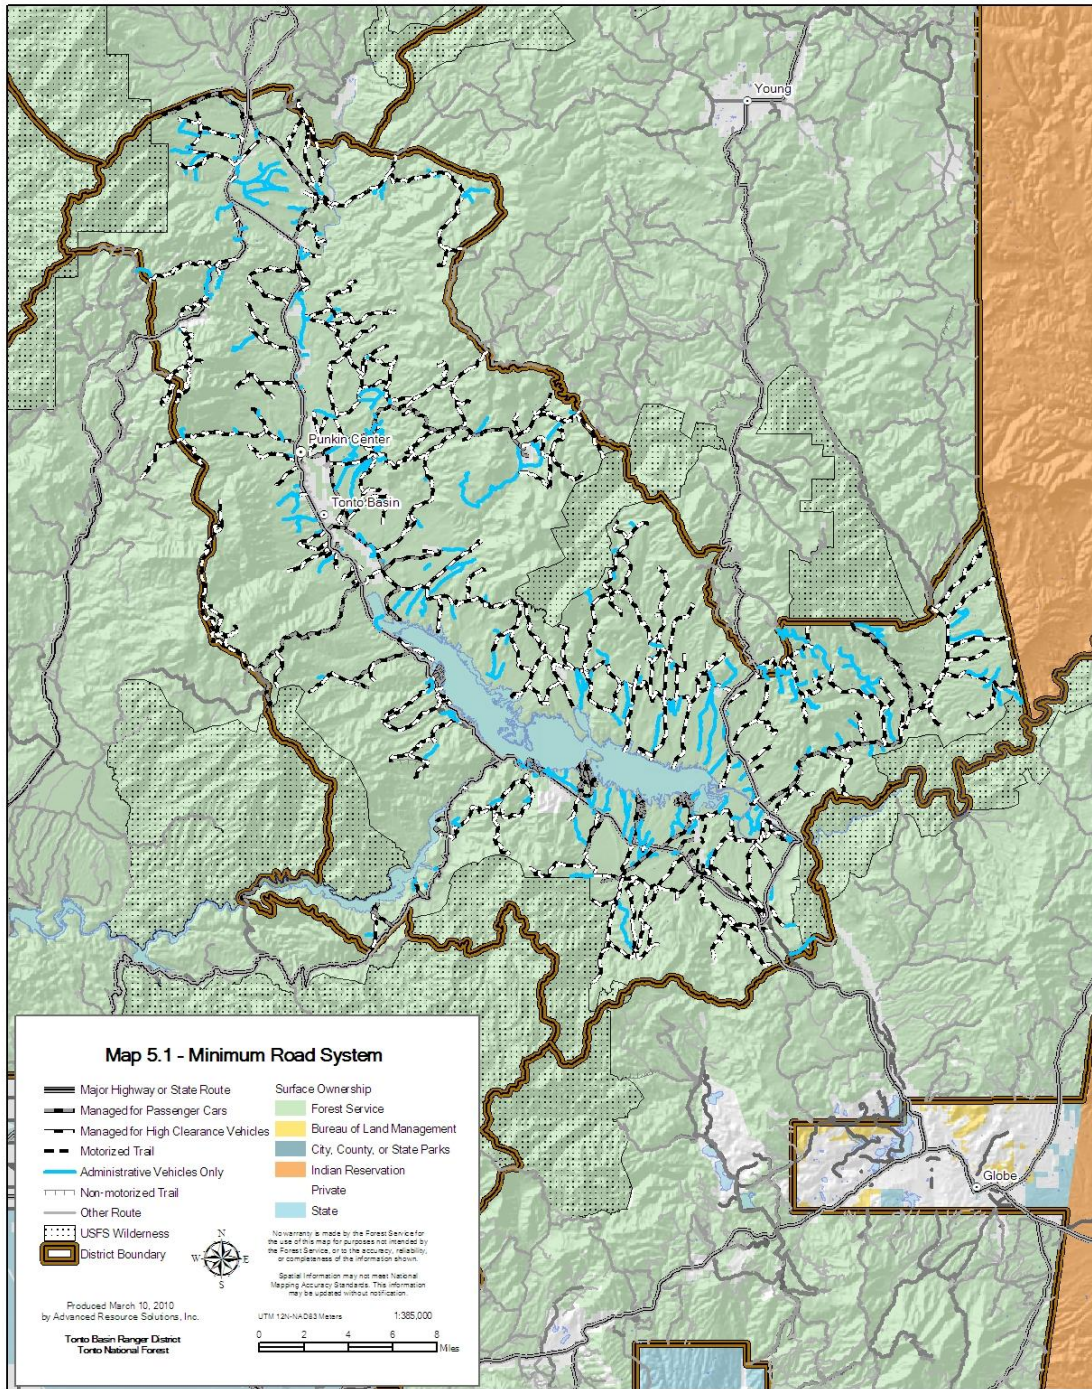 Young
Punkin Center
Tonto Basin
Globe
Map 5.1 - Minimum Road System
Major Highway or State Route
Managed for Passenger Cars
Managed for High Clearance Vehicles
Motorized Trail
Administrative Vehicles Only
Non-motorized Trail
Other Route
USFS Wilderness
District Boundary
Surface Ownership
Forest Service
Bureau of Land Management
City, County, or State Parks
Indian Reservation
Private
State
N
W
E
S
No warranty is made by the Forest Service for
the use of this map for purposes not intended by
the Forest Service, or to the accuracy, reliability,
or completeness of the information shown.
Spatial Information may not meet National
Mapping Accuracy Standards. This information
may be updated without notification.
Produced March 10, 2010
by Advanced Resource Solutions, Inc.
Tonto Basin Ranger District
Tonto National Forest
UTM 12N-NAD83 Meters
1:385,000
0 2 4 6 8
Miles